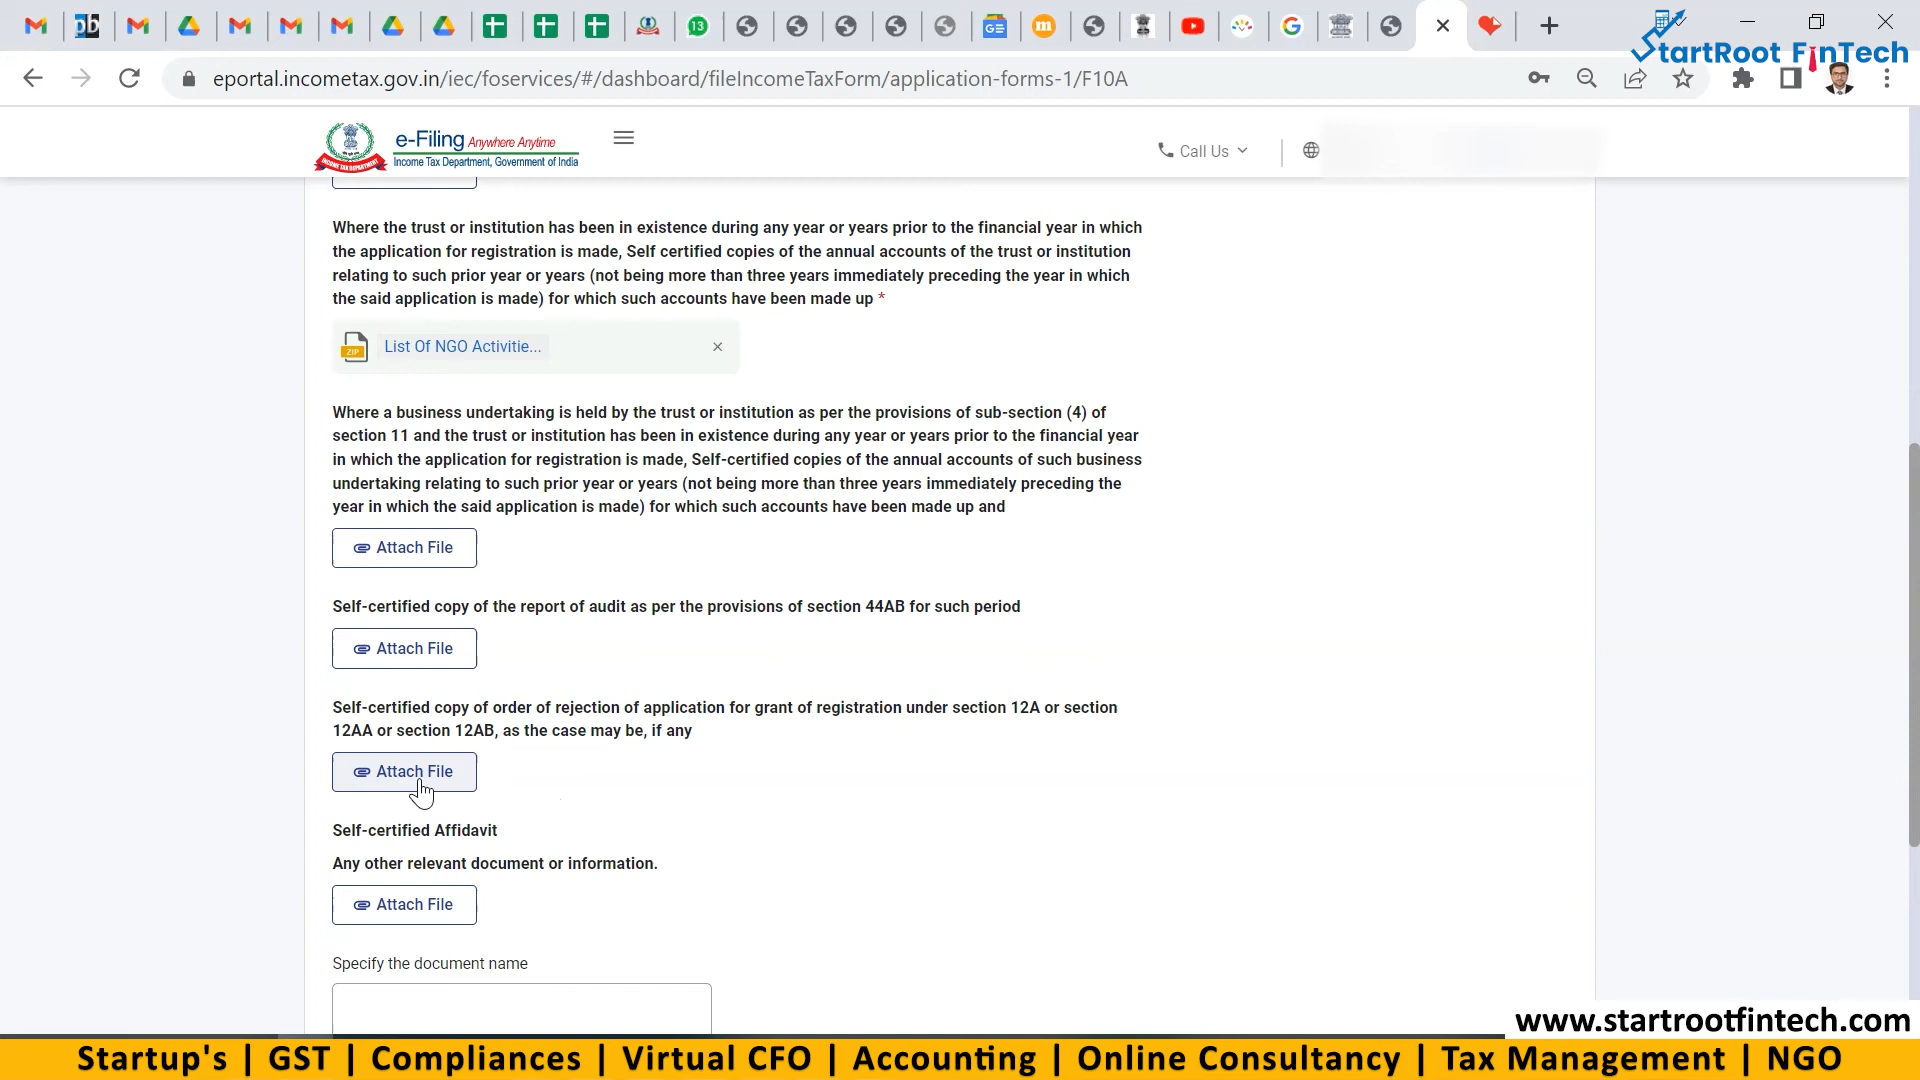 StartRoot FinTech
eportal.incometax.gov.in/iec/foservices/#/dashboard/fileIncomeTaxForm/application-forms-1/F10A
e-Filing Anywhere Anytime
INCOME TAX DEPARTMENT
Income Tax Department, Government of India
Call Us
Where the trust or institution has been in existence during any year or years prior to the financial year in which
the application for registration is made, Self certified copies of the annual accounts of the trust or institution
relating to such prior year or years (not being more than three years immediately preceding the year in which
the said application is made) for which such accounts have been made up *
ZIP
List Of NGO Activitie...
Where a business undertaking is held by the trust or institution as per the provisions of sub-section (4) of
section 11 and the trust or institution has been in existence during any year or years prior to the financial year
in which the application for registration is made, Self-certified copies of the annual accounts of such business
undertaking relating to such prior year or years (not being more than three years immediately preceding the
year in which the said application is made) for which such accounts have been made up and
Attach File
Self-certified copy of the report of audit as per the provisions of section 44AB for such period
Attach File
Self-certified copy of order of rejection of application for grant of registration under section 12A or section
12AA or section 12AB, as the case may be, if any
Attach File
Self-certified Affidavit
Any other relevant document or information.
Attach File
Specify the document name
www.startrootfintech.com
Startup's | GST | Compliances | Virtual CFO | Accounting | Online Consultancy | Tax Management | NGO